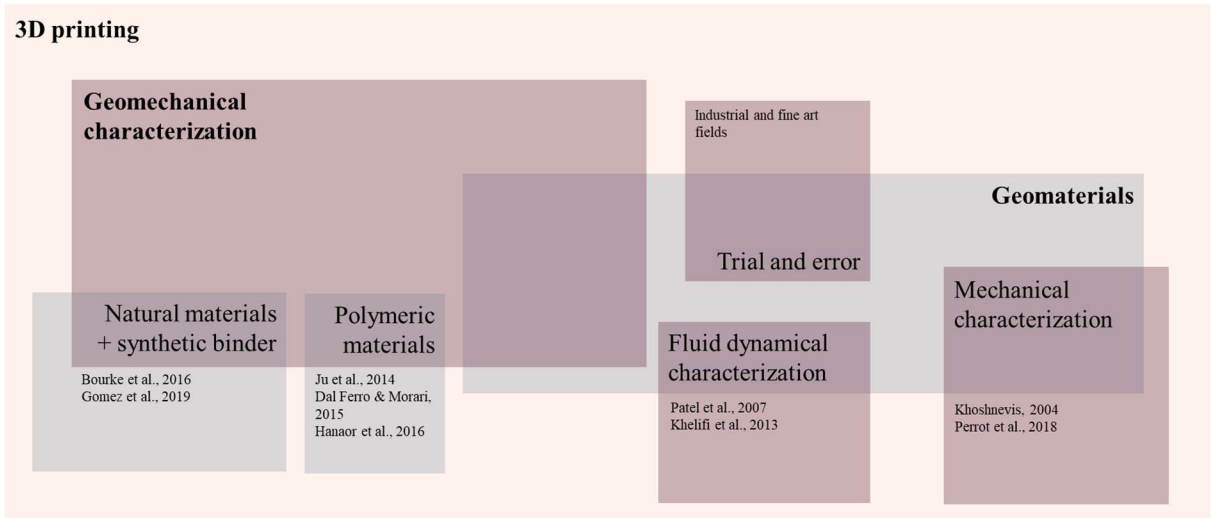 3D printing
Geomechanical
characterization
Industrial and fine art
fields
Geomaterials
Trial and error
Natural materials
+ synthetic binder
Bourke et al., 2016
Gomez et al., 2019
Polymeric
materials
Ju et al., 2014
Dal Ferro & Morari,
2015
Hanaor et al., 2016
Fluid dynamical
characterization
Patel et al., 2007
Khelifi et al., 2013
Mechanical
characterization
Khoshnevis, 2004
Perrot et al., 2018